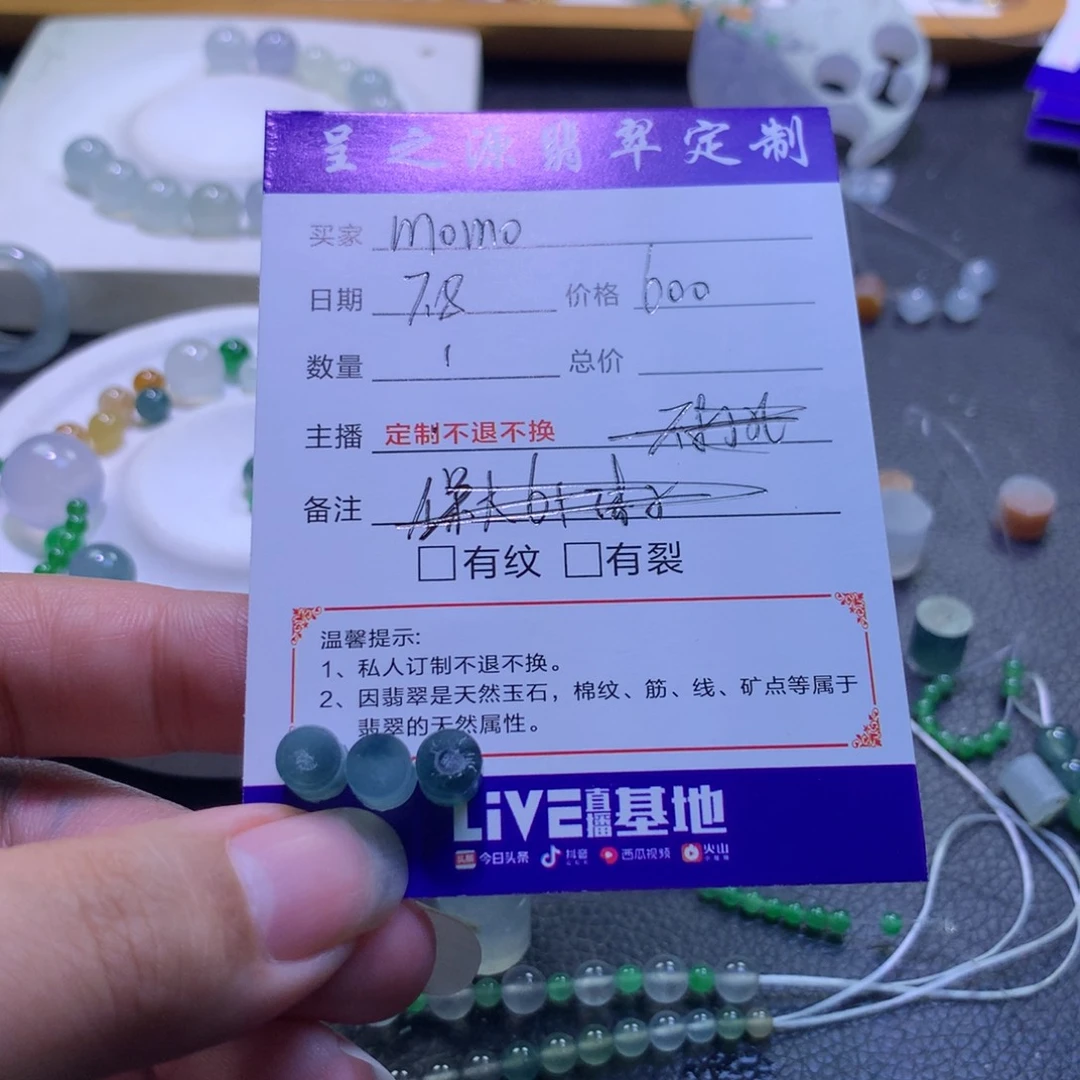 呈之源翡翠定制
买家 momo
日期 7.8 价格 600
数量 1 总价
主播 定制不退不换
备注
□有纹 □有裂
温馨提示:
1、私人订制不退不换。
2、因翡翠是天然玉石，棉纹、筋、线、矿点等属于
翡翠的天然属性。
LiVE直播基地
头条 今日头条 抖音 西瓜视频 火山